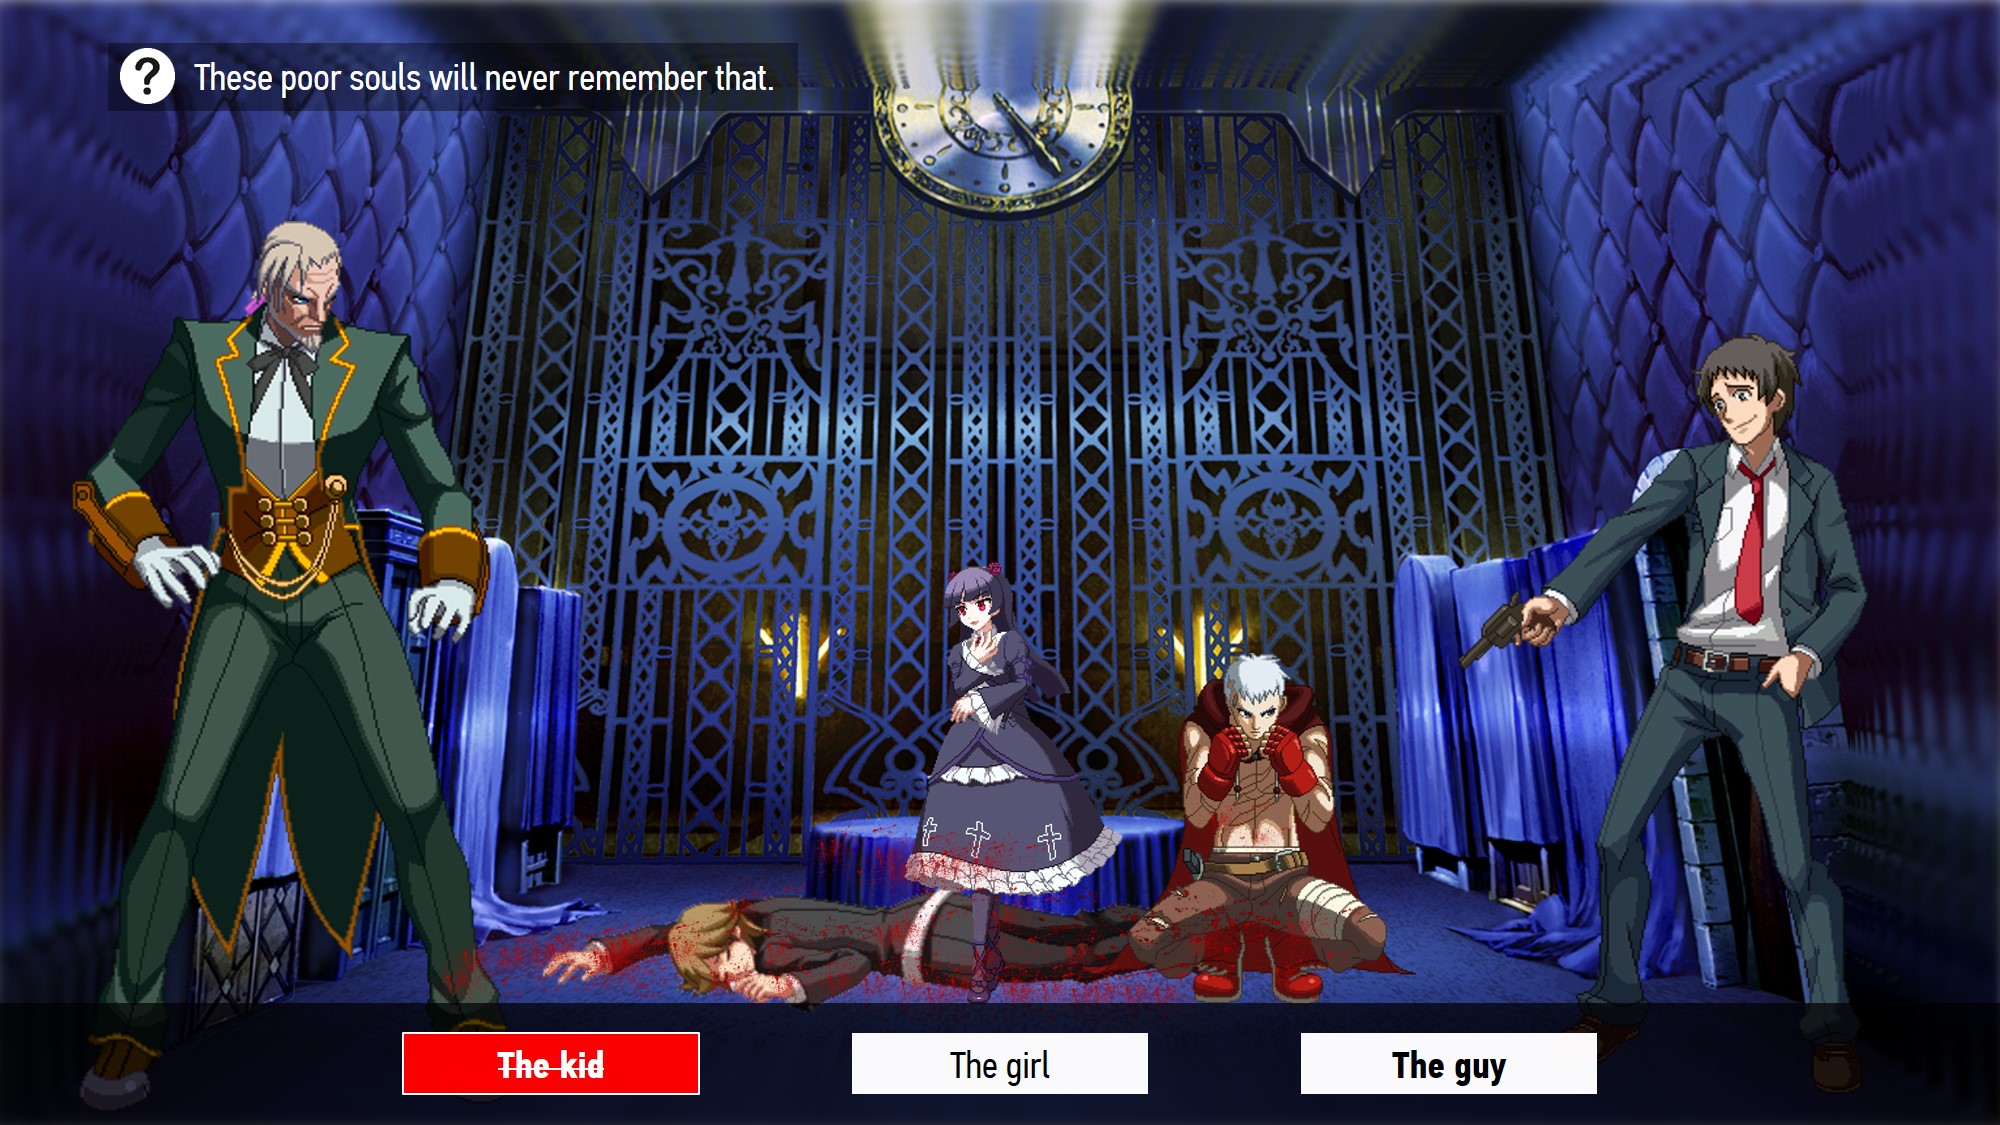 ? These poor souls will never remember that.
The kid
The girl
The guy